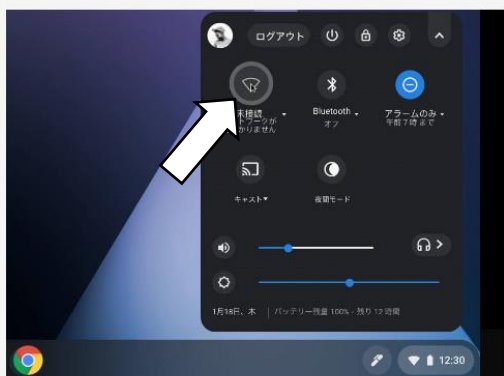 ログアウト
未接続
トワークが
かりません
Bluetooth
オフ
アラームのみ
午前7時まで
キャスト
夜間モード
1月18日、木 | バッテリー残量 100% - 残り 12 時間
12:30